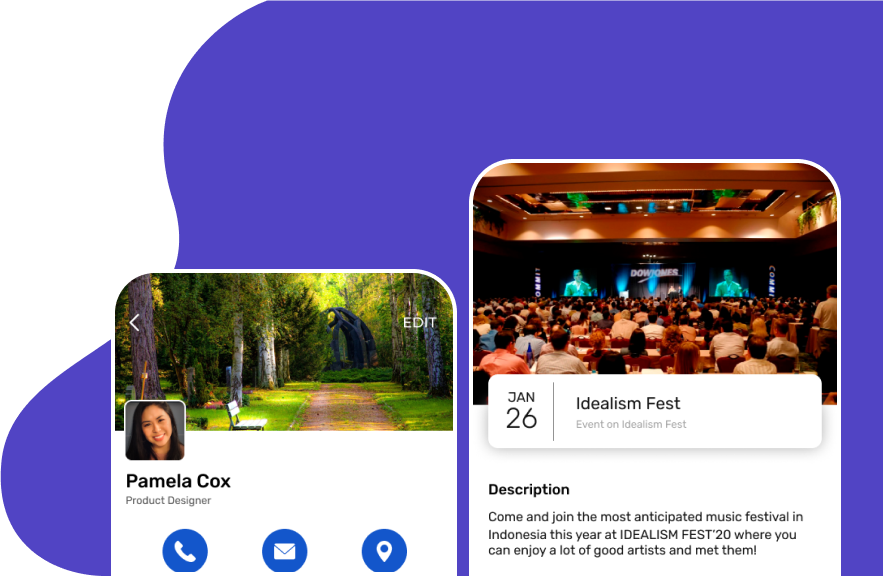 EDIT
Pamela Cox
Product Designer
DOWJONES
JAN
26
Idealism Fest
Event on Idealism Fest
Description
Come and join the most anticipated music festival in
Indonesia this year at IDEALISM FEST'20 where you
can enjoy a lot of good artists and met them!